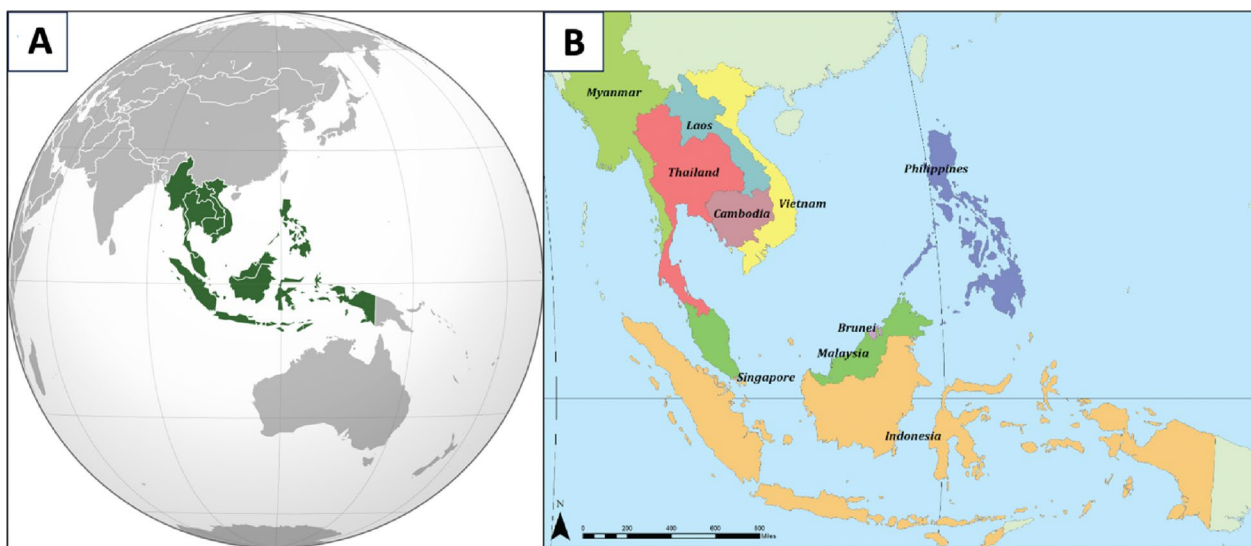 A
B
Myanmar
Laos
Thailand
Philippines
Vietnam
Cambodia
Brunei
Malaysia
Singapore
Indonesia
N
0 200 400 600 800
Miles